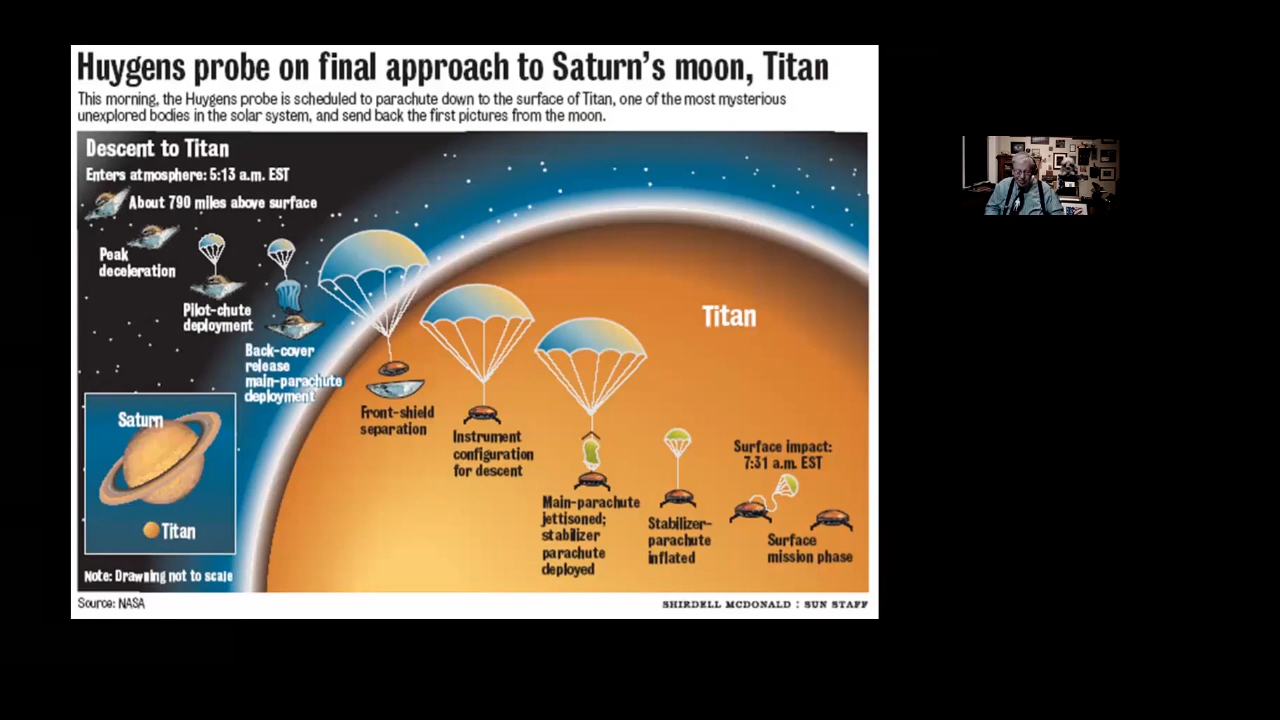 Huygens probe on final approach to Saturn's moon, Titan
This morning, the Huygens probe is scheduled to parachute down to the surface of Titan, one of the most mysterious
unexplored bodies in the solar system, and send back the first pictures from the moon.
Descent to Titan
Enters atmosphere: 5:13 a.m. EST
About 790 miles above surface
Peak
deceleration
Pilot-chute
deployment
Back-cover
release
main-parachute
deployment
Front-shield
separation
Instrument
configuration
for descent
Main-parachute
jettisoned;
stabilizer
parachute
deployed
Stabilizer-
parachute
inflated
Surface impact:
7:31 a.m. EST
Surface
mission phase
Titan
Saturn
Titan
Note: Drawning not to scale
Source: NASA
SHIRDELL MCDONALD : SUN STAFF